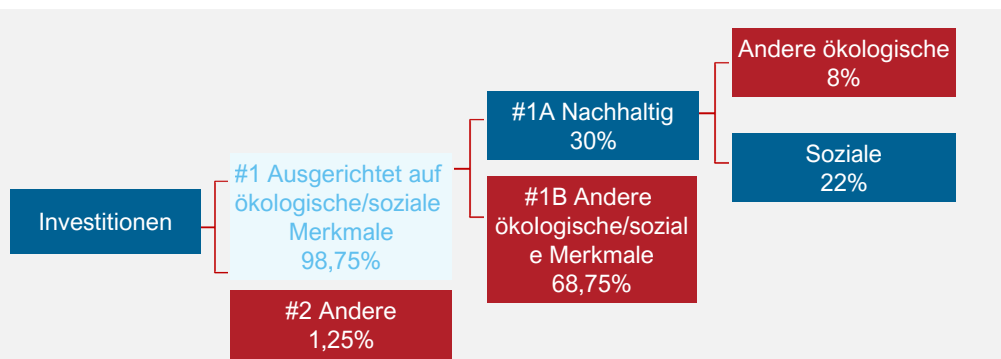 Investitionen
#1 Ausgerichtet auf
ökologische/soziale
Merkmale
98,75%
#2 Andere
1,25%
#1A Nachhaltig
30%
#1B Andere
ökologische/sozial
e Merkmale
68,75%
Andere ökologische
8%
Soziale
22%